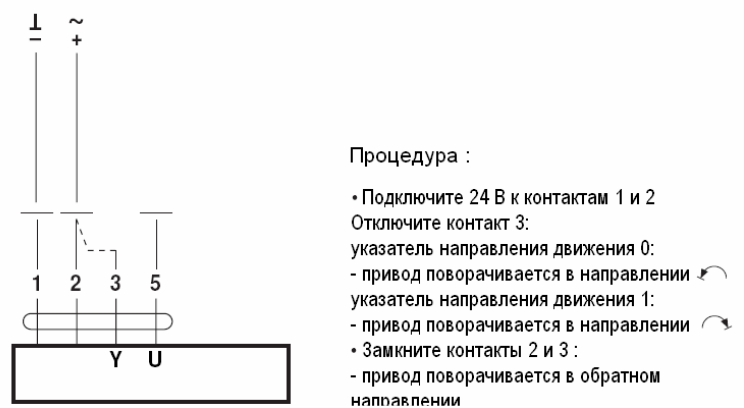 ⊥ ~
– +
Процедура :
• Подключите 24 В к контактам 1 и 2
Отключите контакт 3:
указатель направления движения 0:
- привод поворачивается в направлении
указатель направления движения 1:
- привод поворачивается в направлении
• Замкните контакты 2 и 3 :
- привод поворачивается в обратном
направлении
1 2 3 5
Y U